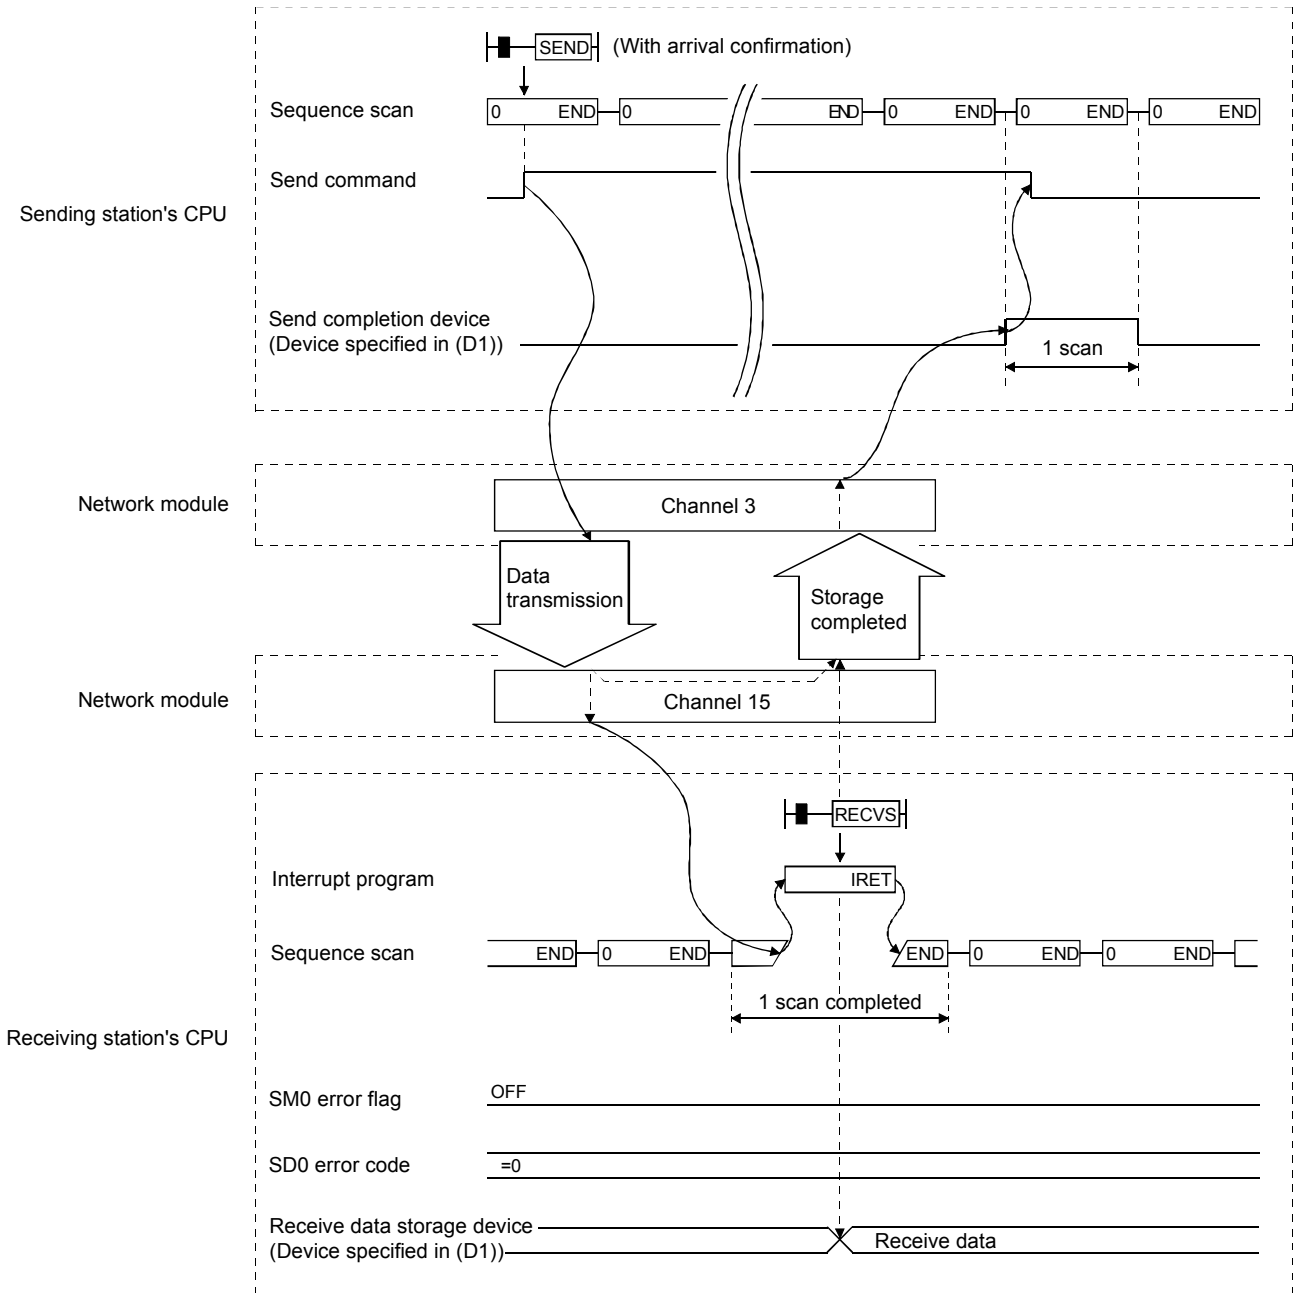 SEND (With arrival confirmation)
Sequence scan 0 END 0 END 0 END 0 END 0 END
Send command
Sending station's CPU
Send completion device
(Device specified in (D1))
1 scan
Network module
Channel 3
Data
transmission
Storage
completed
Network module
Channel 15
RECVS
Interrupt program IRET
Sequence scan END 0 END END 0 END 0 END
1 scan completed
Receiving station's CPU
SM0 error flag OFF
SD0 error code =0
Receive data storage device
(Device specified in (D1))
Receive data